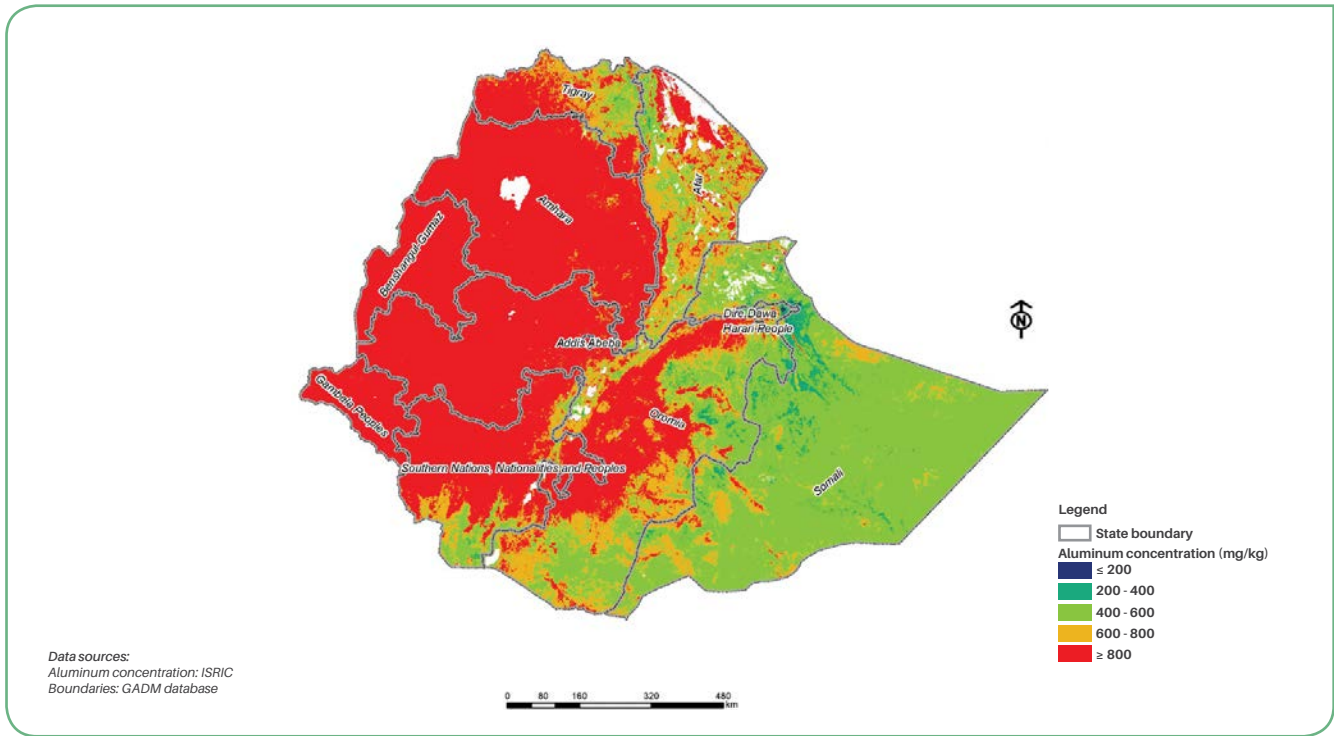 Tigray
Afar
Amhara
Benshangul-Gumaz
Dire Dawa
Harari People
Addis Abeba
Gambela Peoples
Oromia
Southern Nations, Nationalities and Peoples
Somali
N
Legend
State boundary
Aluminum concentration (mg/kg)
≤ 200
200 - 400
400 - 600
600 - 800
≥ 800
Data sources:
Aluminum concentration: ISRIC
Boundaries: GADM database
0 80 160 320 480
km